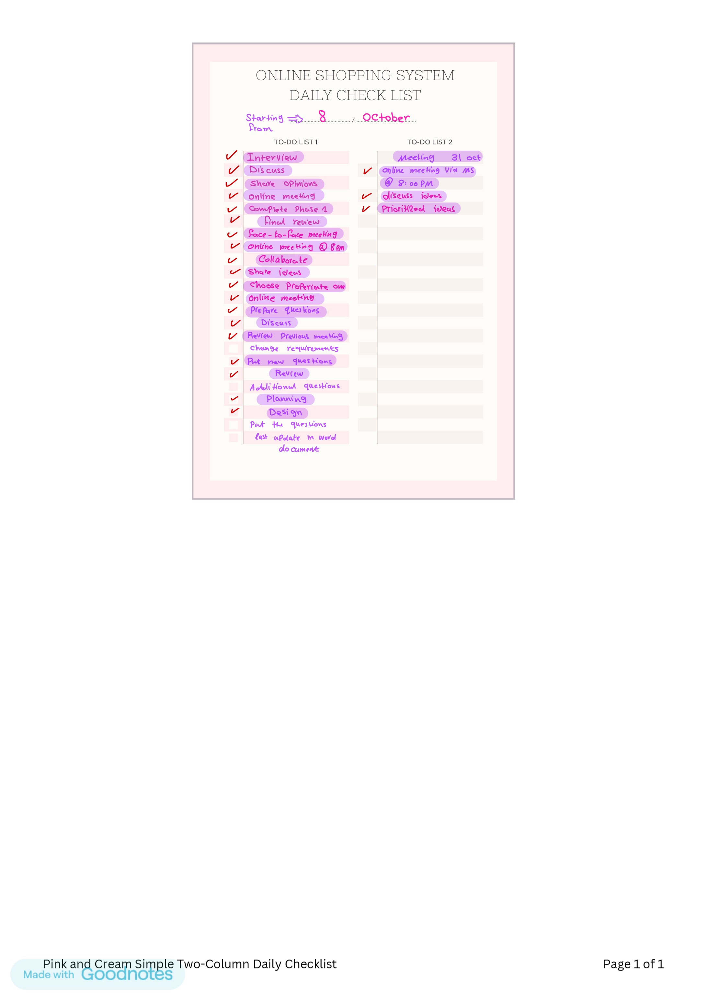 ONLINE SHOPPING SYSTEM
DAILY CHECK LIST
Starting ⇒ 8 / October
from
TO-DO LIST 1
✓ Interview
✓ Discuss
✓ Share opinions
✓ online meeting
✓ Complete Phase 1
✓ final review
✓ face-to-face meeting
✓ online meeting @ 8pm
✓ Collaborate
✓ share ideas
✓ choose Properiate one
✓ online meeting
✓ Prepare questions
✓ Discuss
✓ Review Previous meeting
change requirements
✓ Put new questions
✓ Review
Additional questions
✓ Planning
✓ Design
Put the questions
last update in word
document
TO-DO LIST 2
Meeting 31 oct
✓ online meeting via MS
@ 8:00 PM
✓ discuss ideas
✓ Prioritized ideas
Pink and Cream Simple Two-Column Daily Checklist
Page 1 of 1
Made with Goodnotes